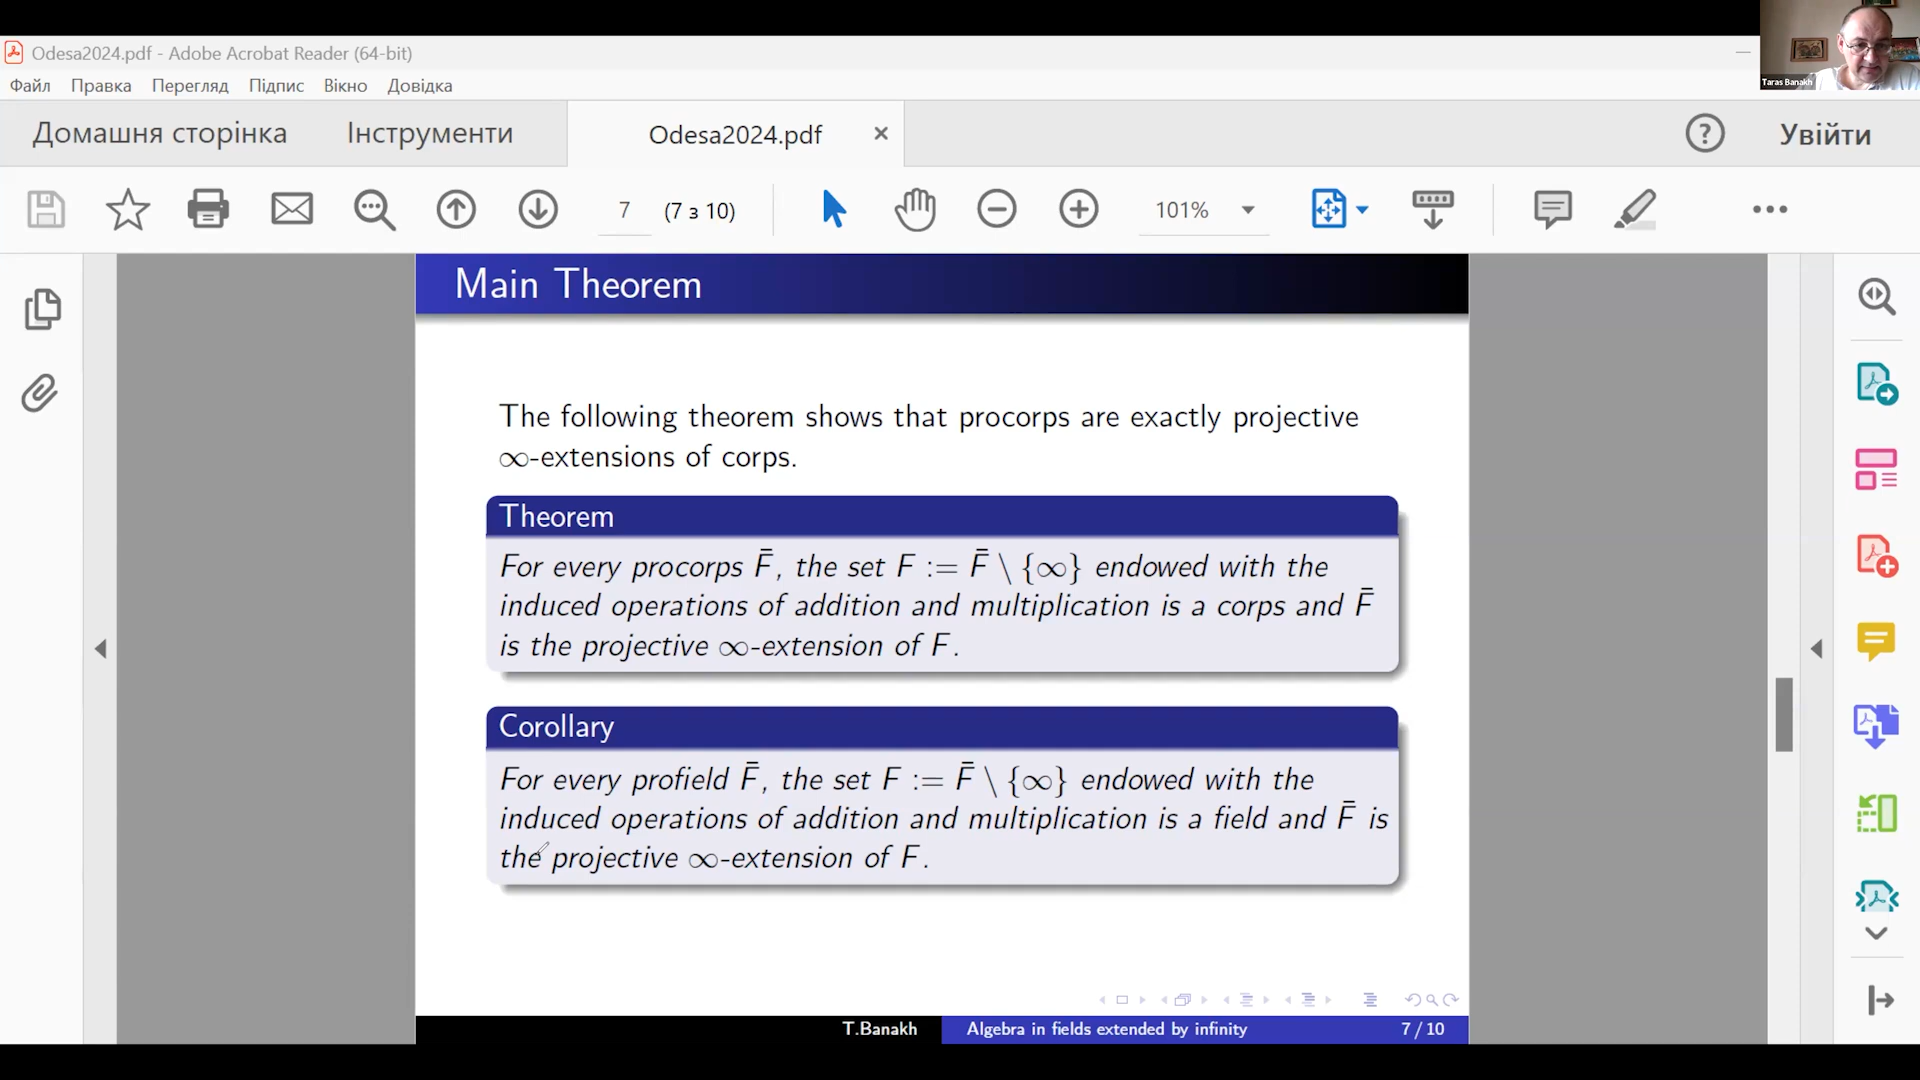 Odesa2024.pdf - Adobe Acrobat Reader (64-bit)
Taras Banakh
Файл Правка Перегляд Підпис Вікно Довідка
Домашня сторінка Інструменти Odesa2024.pdf Увійти
7 (7 з 10) 101%
Main Theorem
The following theorem shows that procorps are exactly projective
∞-extensions of corps.
Theorem
For every procorps F̄, the set F := F̄ \ {∞} endowed with the
induced operations of addition and multiplication is a corps and F̄
is the projective ∞-extension of F.
Corollary
For every profield F̄, the set F := F̄ \ {∞} endowed with the
induced operations of addition and multiplication is a field and F̄ is
the projective ∞-extension of F.
T.Banakh Algebra in fields extended by infinity 7 / 10